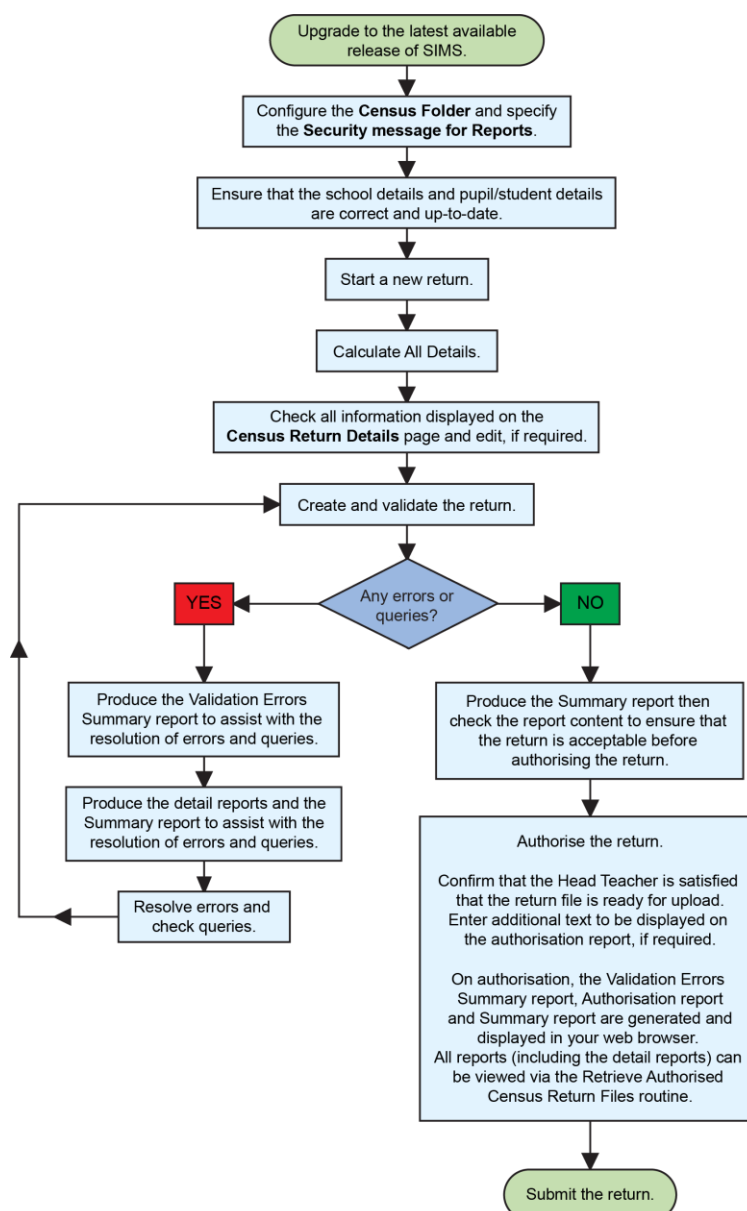 Upgrade to the latest available
release of SIMS.
Configure the Census Folder and specify
the Security message for Reports.
Ensure that the school details and pupil/student details
are correct and up-to-date.
Start a new return.
Calculate All Details.
Check all information displayed on the
Census Return Details page and edit, if required.
Create and validate the return.
Any errors or
queries?
YES
NO
Produce the Validation Errors
Summary report to assist with the
resolution of errors and queries.
Produce the detail reports and the
Summary report to assist with the
resolution of errors and queries.
Resolve errors and
check queries.
Produce the Summary report then
check the report content to ensure that
the return is acceptable before
authorising the return.
Authorise the return.
Confirm that the Head Teacher is satisfied
that the return file is ready for upload.
Enter additional text to be displayed on
the authorisation report, if required.
On authorisation, the Validation Errors
Summary report, Authorisation report
and Summary report are generated and
displayed in your web browser.
All reports (including the detail reports) can
be viewed via the Retrieve Authorised
Census Return Files routine.
Submit the return.